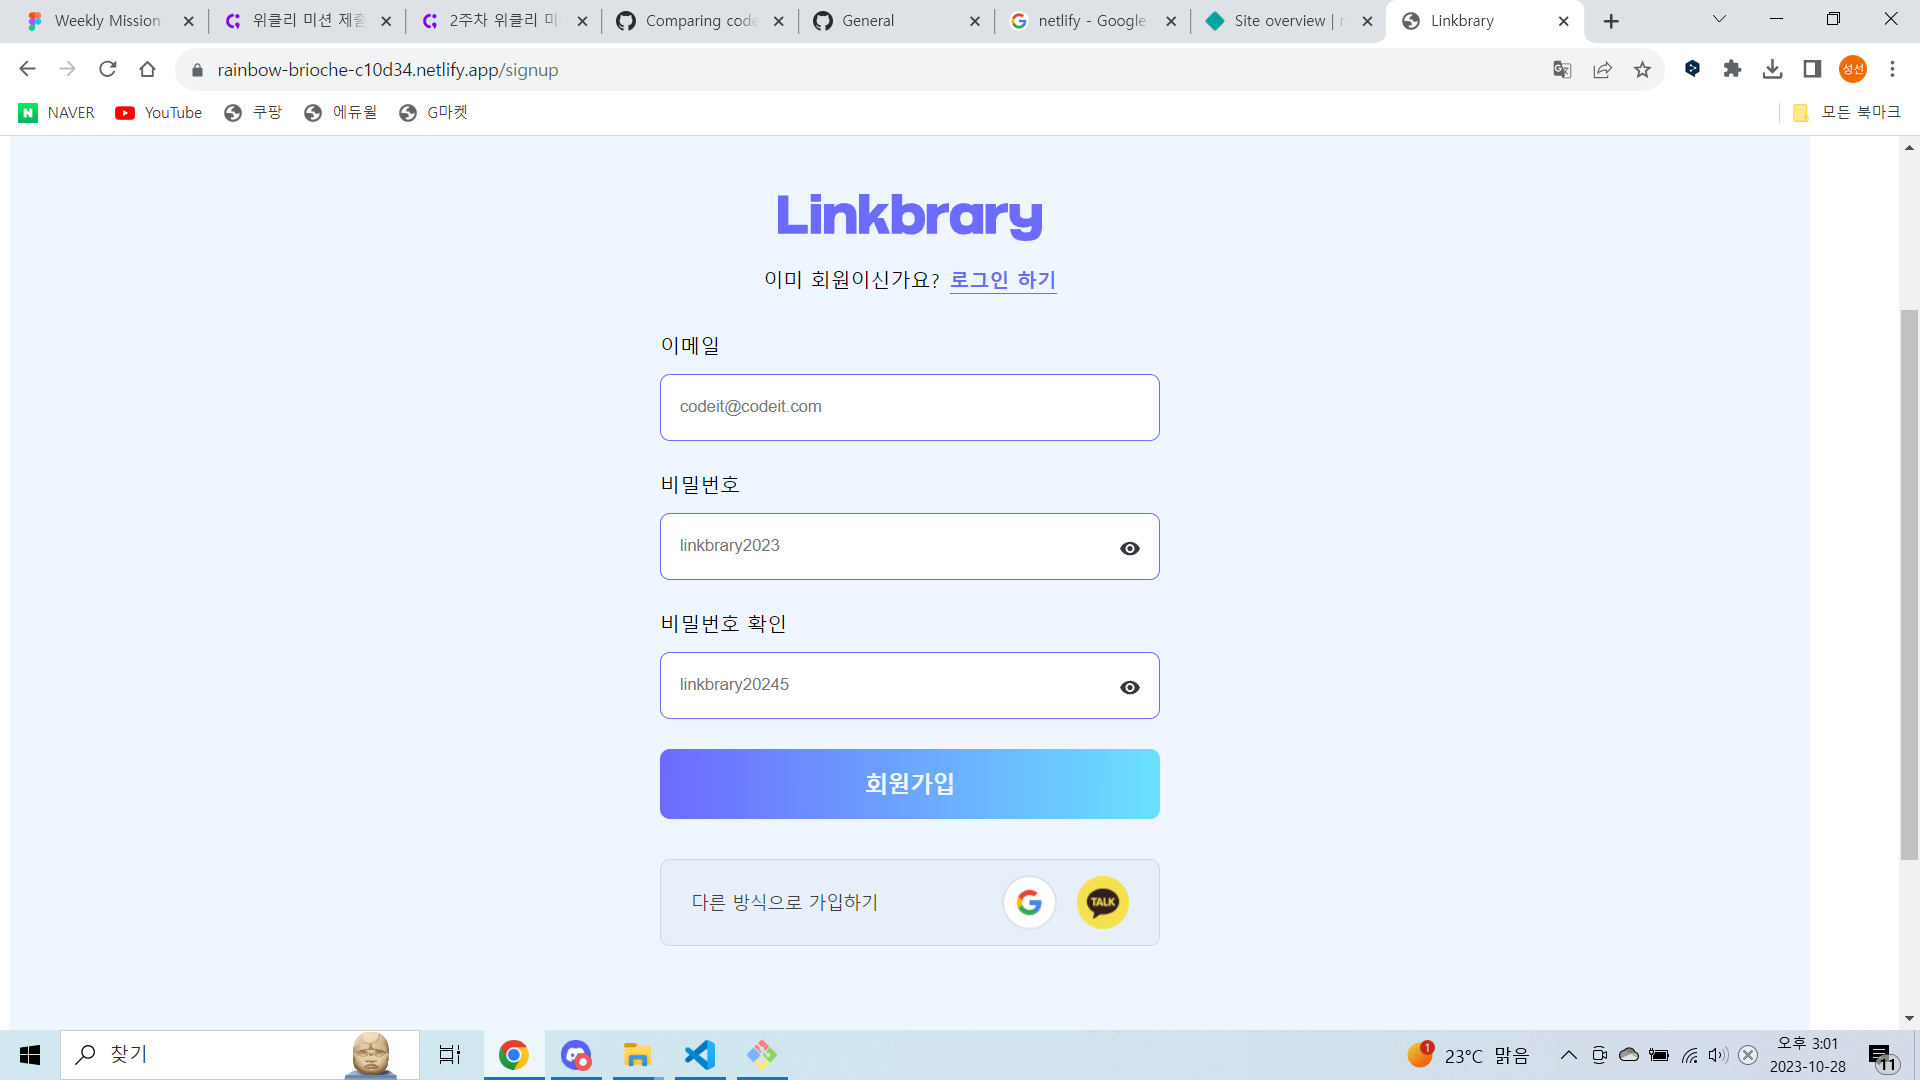 Weekly Mission
위클리 미션 제출
2주차 위클리 미
Comparing code
General
netlify - Google
Site overview |
Linkbrary
rainbow-brioche-c10d34.netlify.app/signup
성선
NAVER
YouTube
쿠팡
에듀윌
G마켓
모든 북마크
Linkbrary
이미 회원이신가요? 로그인 하기
이메일
codeit@codeit.com
비밀번호
linkbrary2023
비밀번호 확인
linkbrary20245
회원가입
다른 방식으로 가입하기
TALK
찾기
1
23°C 맑음
오후 3:01
2023-10-28
11